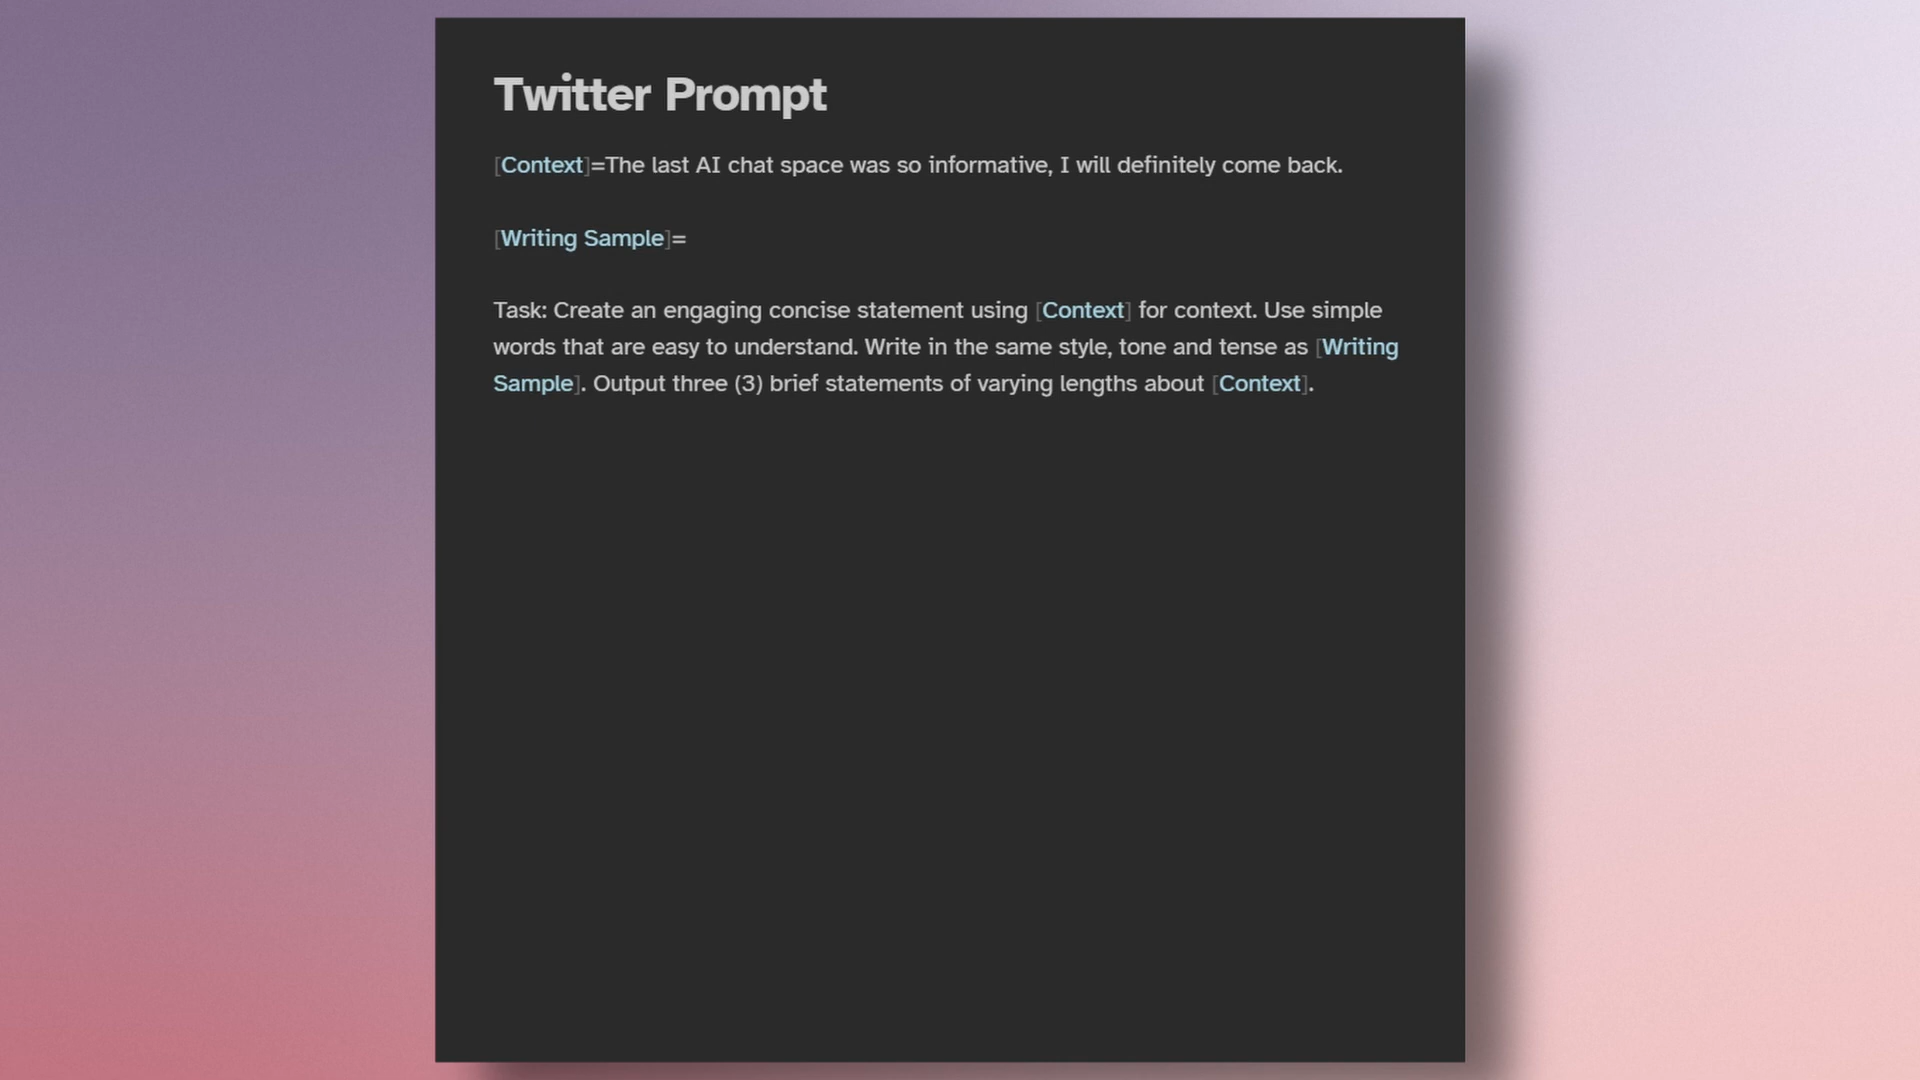 Twitter Prompt
[Context]=The last AI chat space was so informative, I will definitely come back.
[Writing Sample]=
Task: Create an engaging concise statement using [Context] for context. Use simple
words that are easy to understand. Write in the same style, tone and tense as [Writing
Sample]. Output three (3) brief statements of varying lengths about [Context].